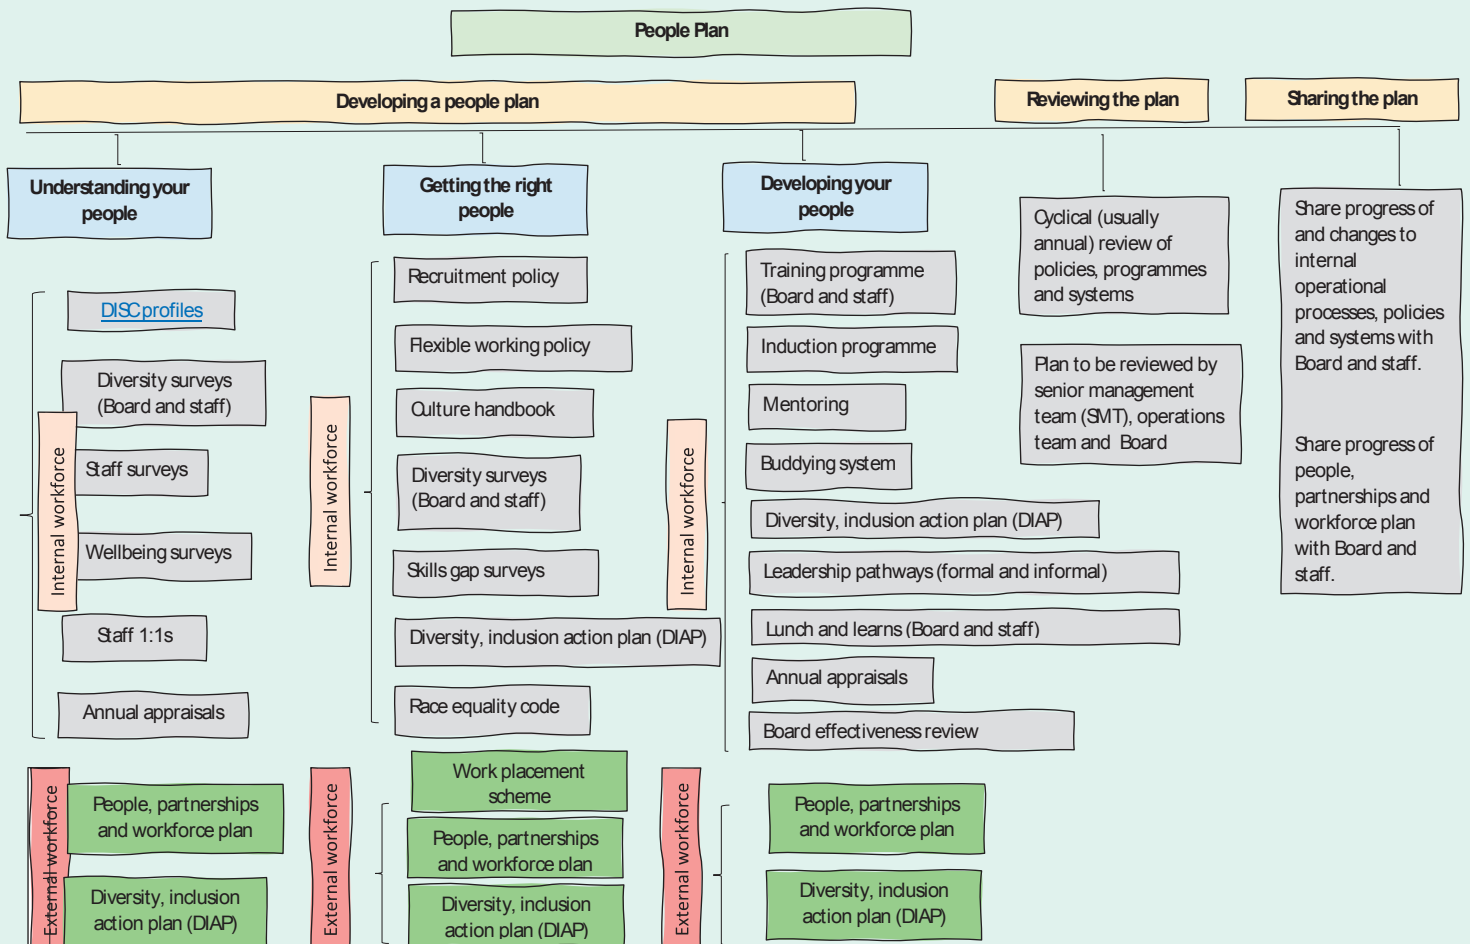 People Plan
Developing a people plan
Reviewing the plan
Sharing the plan
Understanding your
people
Internal workforce
DISC profiles
Diversity surveys
(Board and staff)
Staff surveys
Wellbeing surveys
Staff 1:1s
Annual appraisals
External workforce
People, partnerships
and workforce plan
Diversity, inclusion
action plan (DIAP)
Getting the right
people
Internal workforce
Recruitment policy
Flexible working policy
Culture handbook
Diversity surveys
(Board and staff)
Skills gap surveys
Diversity, inclusion action plan (DIAP)
Race equality code
External workforce
Work placement
scheme
People, partnerships
and workforce plan
Diversity, inclusion
action plan (DIAP)
Developing your
people
Internal workforce
Training programme
(Board and staff)
Induction programme
Mentoring
Buddying system
Diversity, inclusion action plan (DIAP)
Leadership pathways (formal and informal)
Lunch and learns (Board and staff)
Annual appraisals
Board effectiveness review
External workforce
People, partnerships
and workforce plan
Diversity, inclusion
action plan (DIAP)
Cyclical (usually
annual) review of
policies, programmes
and systems
Plan to be reviewed by
senior management
team (SMT), operations
team and Board
Share progress of
and changes to
internal
operational
processes, policies
and systems with
Board and staff.
Share progress of
people,
partnerships and
workforce plan
with Board and
staff.